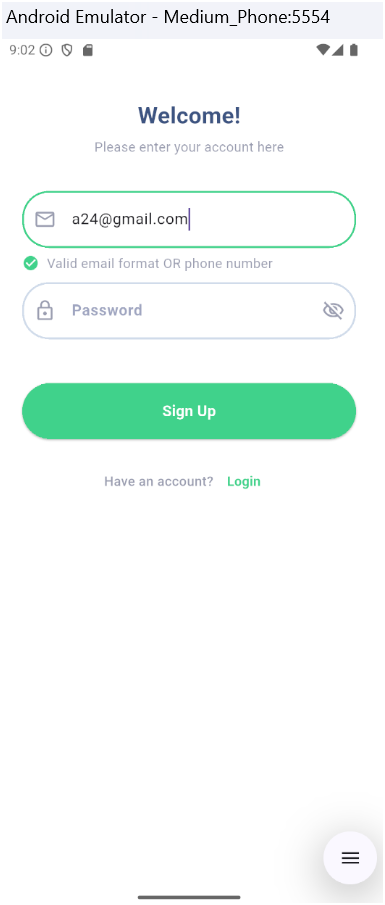 Android Emulator - Medium_Phone:5554
9:02
Welcome!
Please enter your account here
a24@gmail.com
Valid email format OR phone number
Password
Sign Up
Have an account? Login